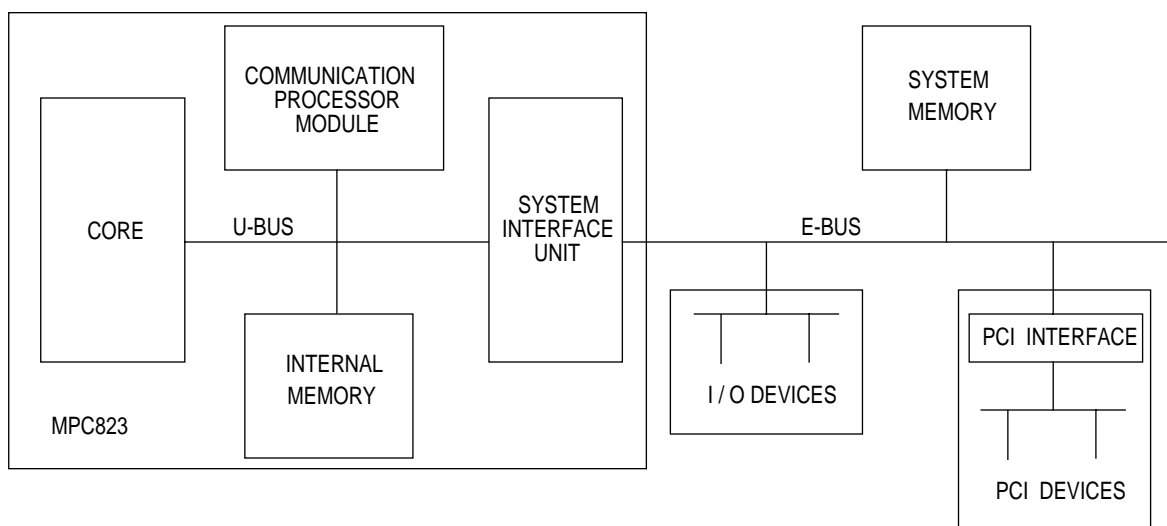 COMMUNICATION
PROCESSOR
MODULE
SYSTEM
MEMORY
CORE
U-BUS
SYSTEM
INTERFACE
UNIT
E-BUS
INTERNAL
MEMORY
MPC823
I / O DEVICES
PCI INTERFACE
PCI DEVICES